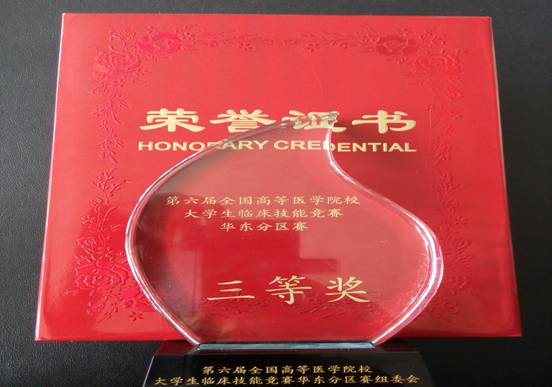 荣誉证书
HONORARY CREDENTIAL
第六届全国高等医学院校
大学生临床技能竞赛
华东分区赛
三等奖
第六届全国高等医学院校
大学生临床技能竞赛华东分区赛组委会